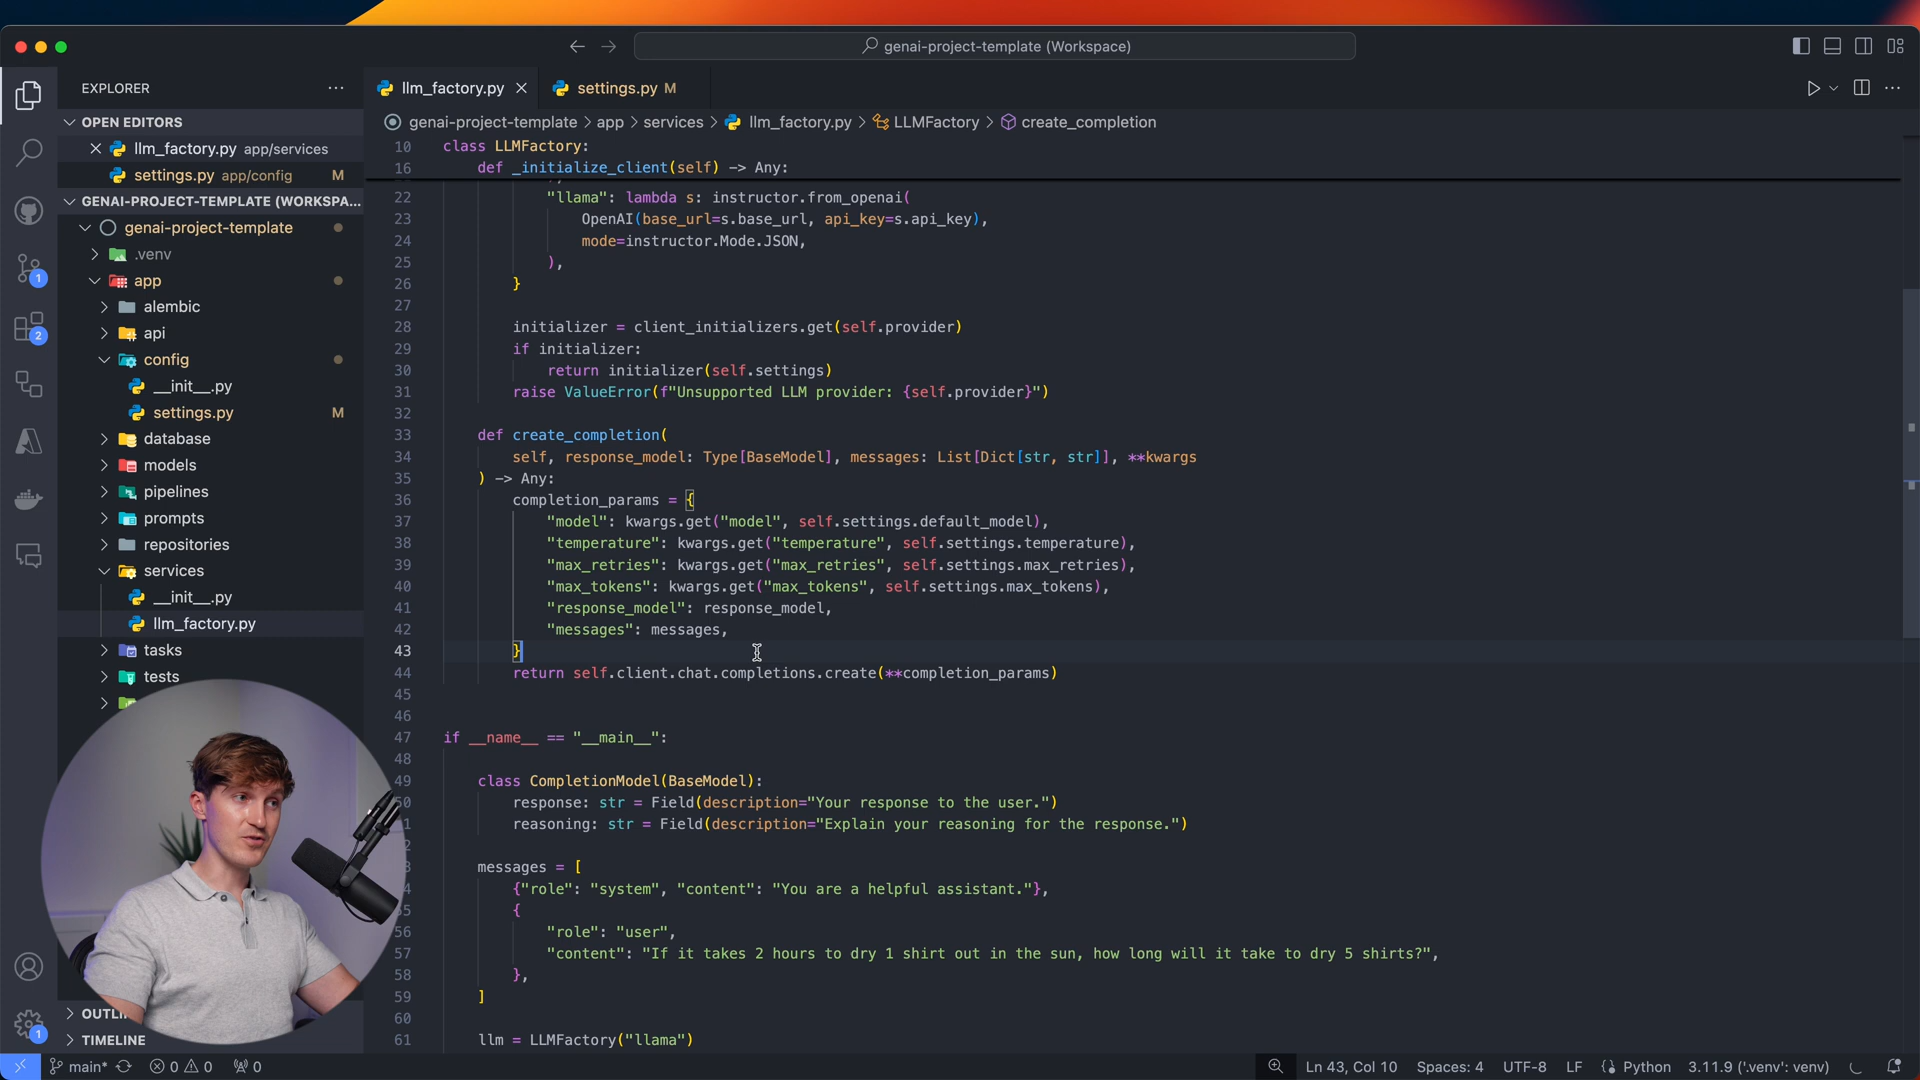 genai-project-template (Workspace)
EXPLORER
llm_factory.py
settings.py M
OPEN EDITORS
genai-project-template > app > services > llm_factory.py > LLMFactory > create_completion
llm_factory.py app/services
settings.py app/config M
GENAI-PROJECT-TEMPLATE (WORKSPA...
genai-project-template
.venv
app
alembic
api
config
__init__.py
settings.py M
database
models
pipelines
prompts
repositories
services
__init__.py
llm_factory.py
tasks
tests
TIMELINE
1
2
1
10 class LLMFactory:
16 def _initialize_client(self) -> Any:
22 "llama": lambda s: instructor.from_openai(
23 OpenAI(base_url=s.base_url, api_key=s.api_key),
24 mode=instructor.Mode.JSON,
25 ),
26 }
27
28 initializer = client_initializers.get(self.provider)
29 if initializer:
30 return initializer(self.settings)
31 raise ValueError(f"Unsupported LLM provider: {self.provider}")
32
33 def create_completion(
34 self, response_model: Type[BaseModel], messages: List[Dict[str, str]], **kwargs
35 ) -> Any:
36 completion_params = {
37 "model": kwargs.get("model", self.settings.default_model),
38 "temperature": kwargs.get("temperature", self.settings.temperature),
39 "max_retries": kwargs.get("max_retries", self.settings.max_retries),
40 "max_tokens": kwargs.get("max_tokens", self.settings.max_tokens),
41 "response_model": response_model,
42 "messages": messages,
43 }
44 return self.client.chat.completions.create(**completion_params)
45
46
47 if __name__ == "__main__":
48
49 class CompletionModel(BaseModel):
response: str = Field(description="Your response to the user.")
reasoning: str = Field(description="Explain your reasoning for the response.")
messages = [
{"role": "system", "content": "You are a helpful assistant."},
{
56 "role": "user",
57 "content": "If it takes 2 hours to dry 1 shirt out in the sun, how long will it take to dry 5 shirts?",
58 },
59 ]
60
61 llm = LLMFactory("llama")
main* 0 0 0 Ln 43, Col 10 Spaces: 4 UTF-8 LF Python 3.11.9 ('.venv': venv)